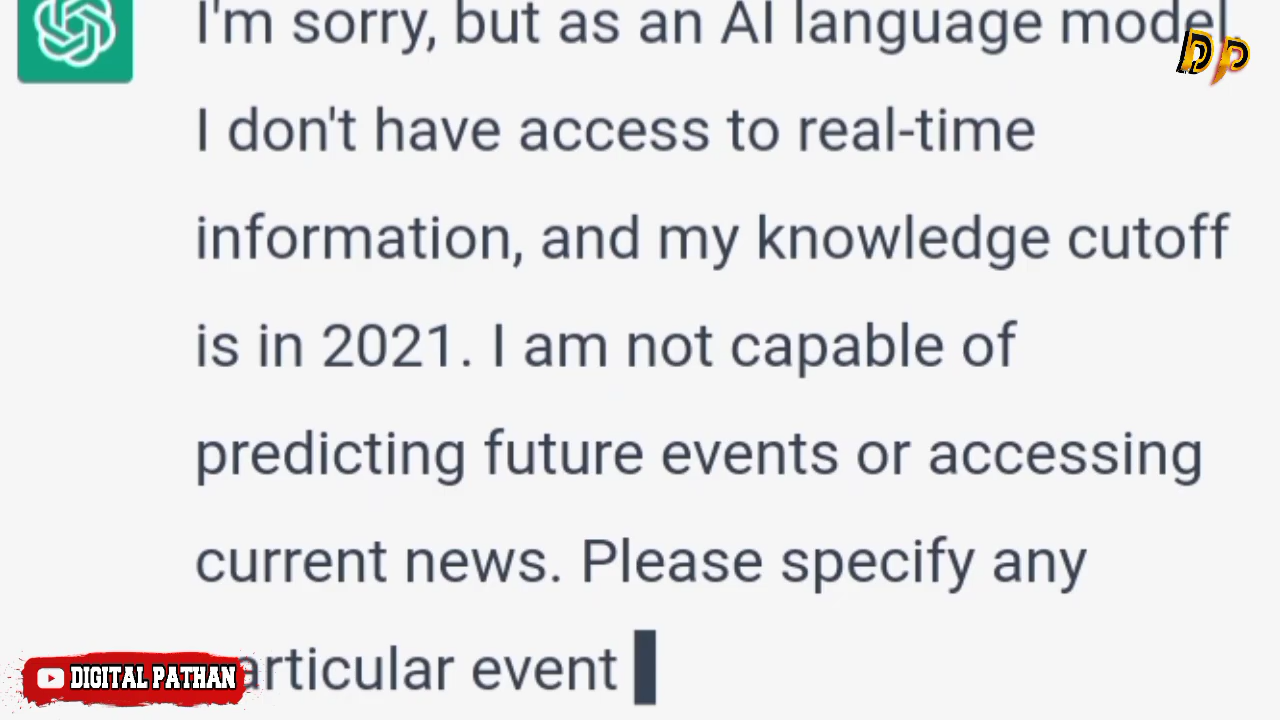 I'm sorry, but as an AI language model,
I don't have access to real-time
information, and my knowledge cutoff
is in 2021. I am not capable of
predicting future events or accessing
current news. Please specify any
particular event
DP
DIGITAL PATHAN